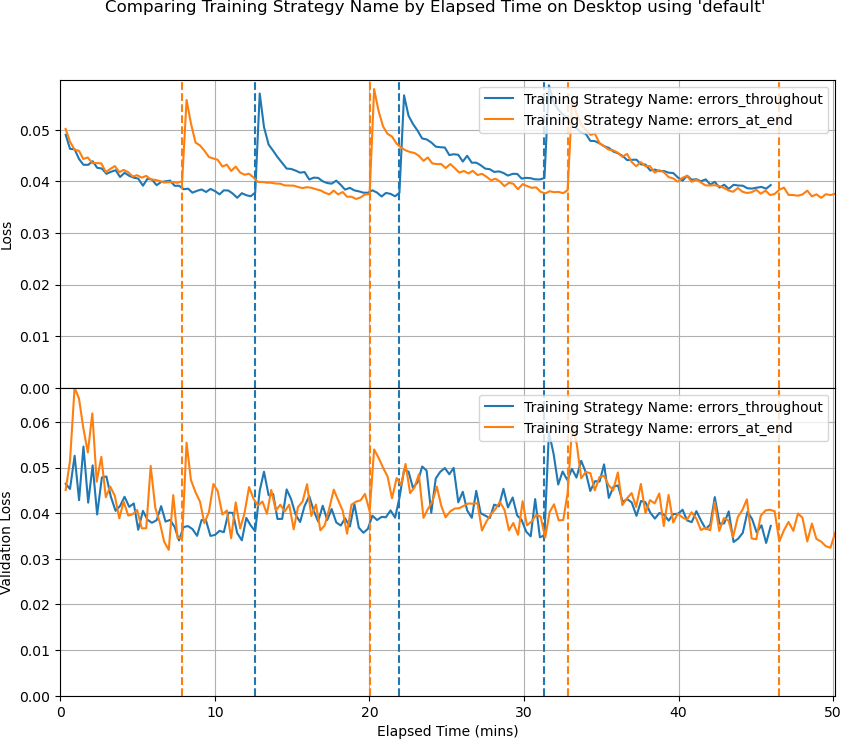 Comparing Training Strategy Name by Elapsed Time on Desktop using 'default'
Training Strategy Name: errors_throughout
Training Strategy Name: errors_at_end
0.05
0.04
0.03
0.02
0.01
0.00
Loss
Training Strategy Name: errors_throughout
Training Strategy Name: errors_at_end
0.06
0.05
0.04
0.03
0.02
0.01
0.00
Validation Loss
0 10 20 30 40 50
Elapsed Time (mins)